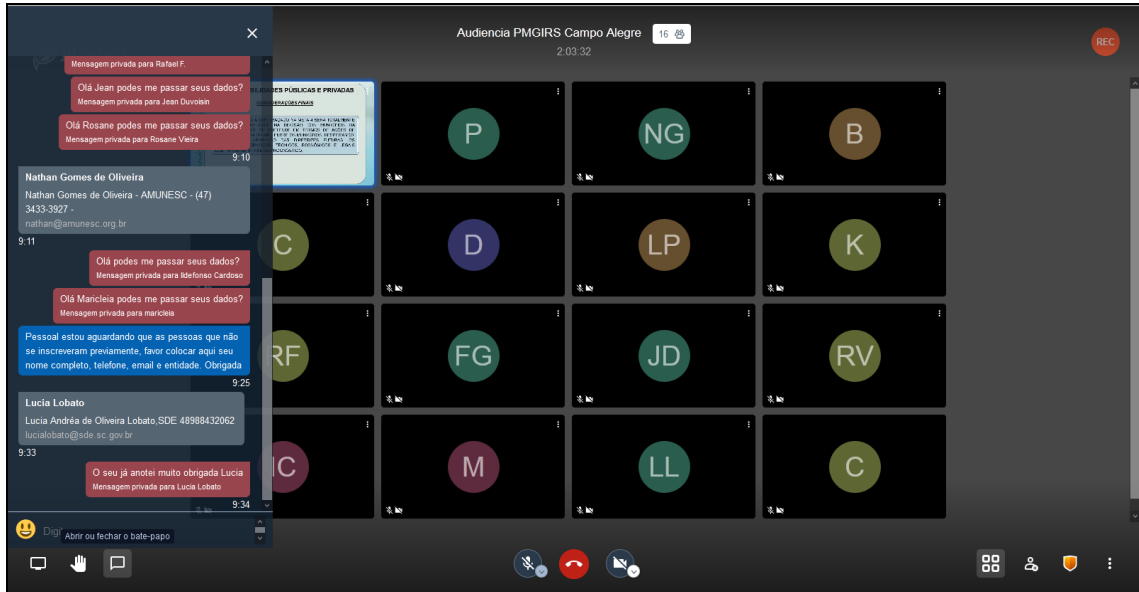 Audiencia PMGIRS Campo Alegre
16
2:03:32
REC
Mensagem privada para Rafael F.
Olá Jean podes me passar seus dados?
Mensagem privada para Jean Duvoisin
Olá Rosane podes me passar seus dados?
Mensagem privada para Rosane Vieira
9:10
Nathan Gomes de Oliveira
Nathan Gomes de Oliveira - AMUNESC - (47)
3433-3927 -
nathan@amunesc.org.br
9:11
Olá podes me passar seus dados?
Mensagem privada para Ildefonso Cardoso
Olá Maricleia podes me passar seus dados?
Mensagem privada para maricleia
Pessoal estou aguardando que as pessoas que não
se inscreveram previamente, favor colocar aqui seu
nome completo, telefone, email e entidade. Obrigada
9:25
Lucia Lobato
Lucia Andréa de Oliveira Lobato,SDE 48988432062
lucialobato@sde.sc.gov.br
9:33
O seu já anotei muito obrigada Lucia
Mensagem privada para Lucia Lobato
9:34
Abrir ou fechar o bate-papo
PÚBLICAS E PRIVADAS
P
NG
B
C
D
LP
K
RF
FG
JD
RV
C
M
LL
C